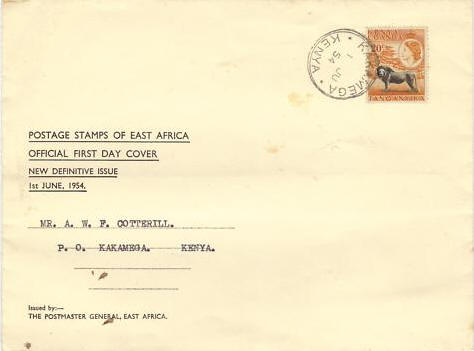 KENYA
20c
TANGANYIKA
KAKAMEGA
1 JU
54
KENYA
POSTAGE STAMPS OF EAST AFRICA
OFFICIAL FIRST DAY COVER
NEW DEFINITIVE ISSUE
1st JUNE, 1954.
MR. A. W. F. COTTERILL.
P. O. KAKAMEGA. KENYA.
Issued by:—
THE POSTMASTER GENERAL, EAST AFRICA.